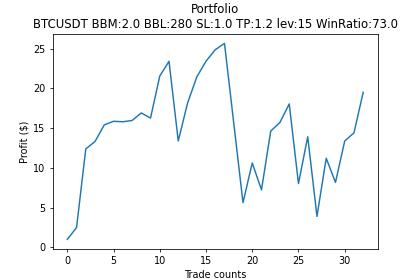 Portfolio
BTCUSDT BBM:2.0 BBL:280 SL:1.0 TP:1.2 lev:15 WinRatio:73.0
25
20
15
10
5
0
Profit ($)
0 5 10 15 20 25 30
Trade counts